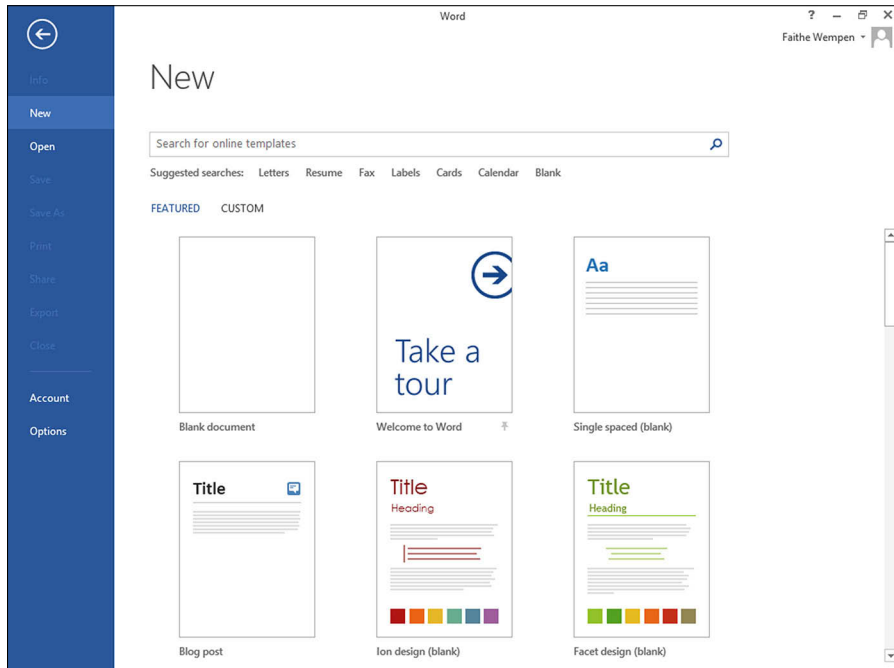 Word
?
Faithe Wempen
Info
New
Open
Save
Save As
Print
Share
Export
Close
Account
Options
New
Search for online templates
Suggested searches: Letters Resume Fax Labels Cards Calendar Blank
FEATURED CUSTOM
Take a
tour
Aa
Blank document
Welcome to Word
Single spaced (blank)
Title
Title
Heading
Title
Heading
Blog post
Ion design (blank)
Facet design (blank)